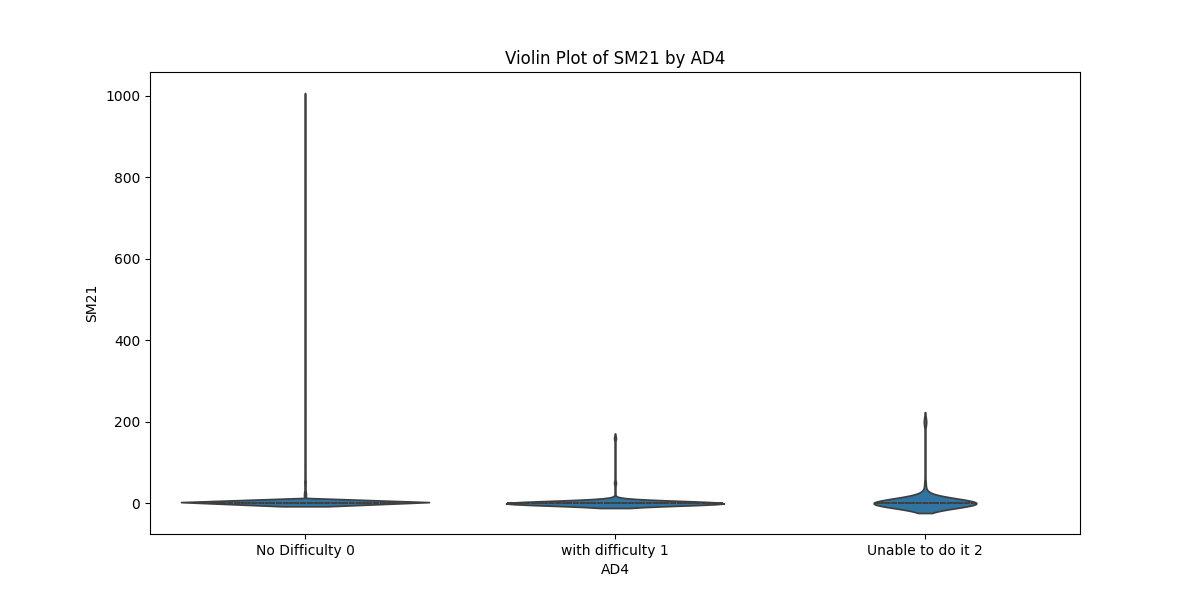 Violin Plot of SM21 by AD4
1000
800
600
400
200
0
SM21
No Difficulty 0
with difficulty 1
Unable to do it 2
AD4